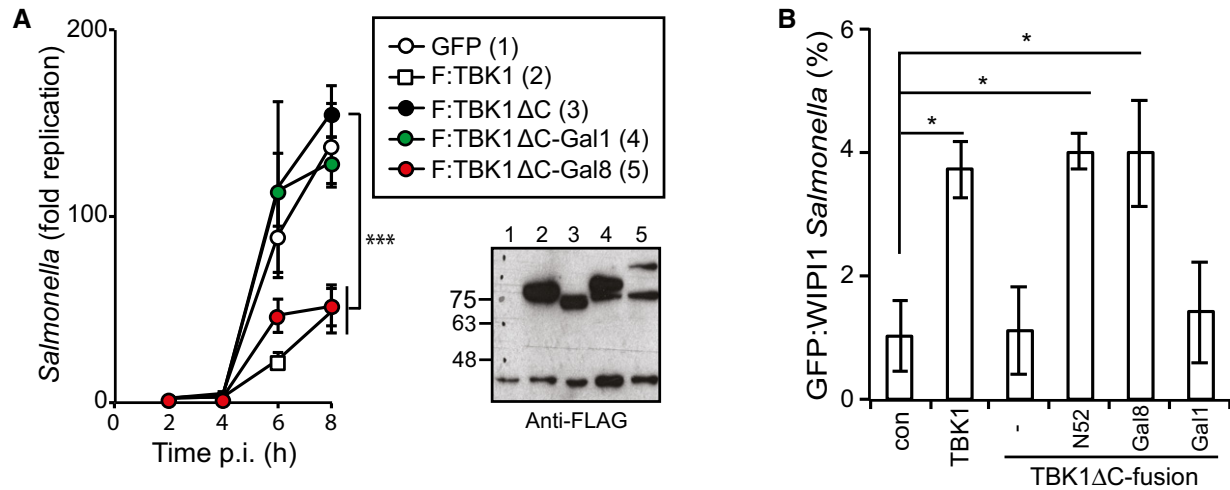 A
200
100
0
Salmonella (fold replication)
0 2 4 6 8
Time p.i. (h)
GFP (1)
F:TBK1 (2)
F:TBK1ΔC (3)
F:TBK1ΔC-Gal1 (4)
F:TBK1ΔC-Gal8 (5)
***
1 2 3 4 5
75
63
48
Anti-FLAG
B
6
4
2
0
GFP:WIPI1 Salmonella (%)
*
*
*
con TBK1 - N52 Gal8 Gal1
TBK1ΔC-fusion